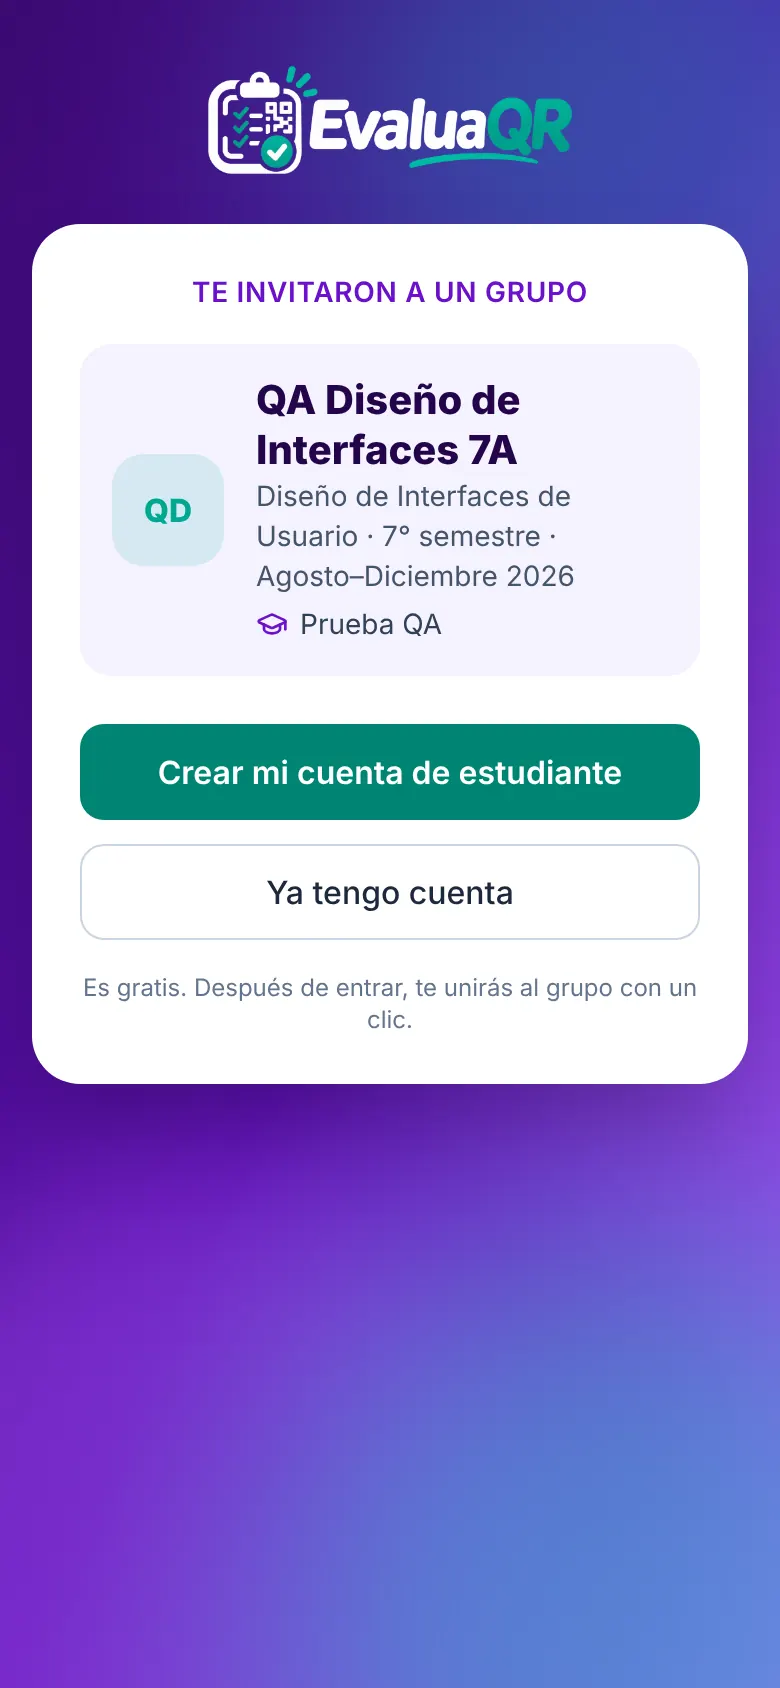 EvaluaQR
TE INVITARON A UN GRUPO
QA Diseño de
Interfaces 7A
QD
Diseño de Interfaces de
Usuario · 7° semestre ·
Agosto–Diciembre 2026
Prueba QA
Crear mi cuenta de estudiante
Ya tengo cuenta
Es gratis. Después de entrar, te unirás al grupo con un
clic.